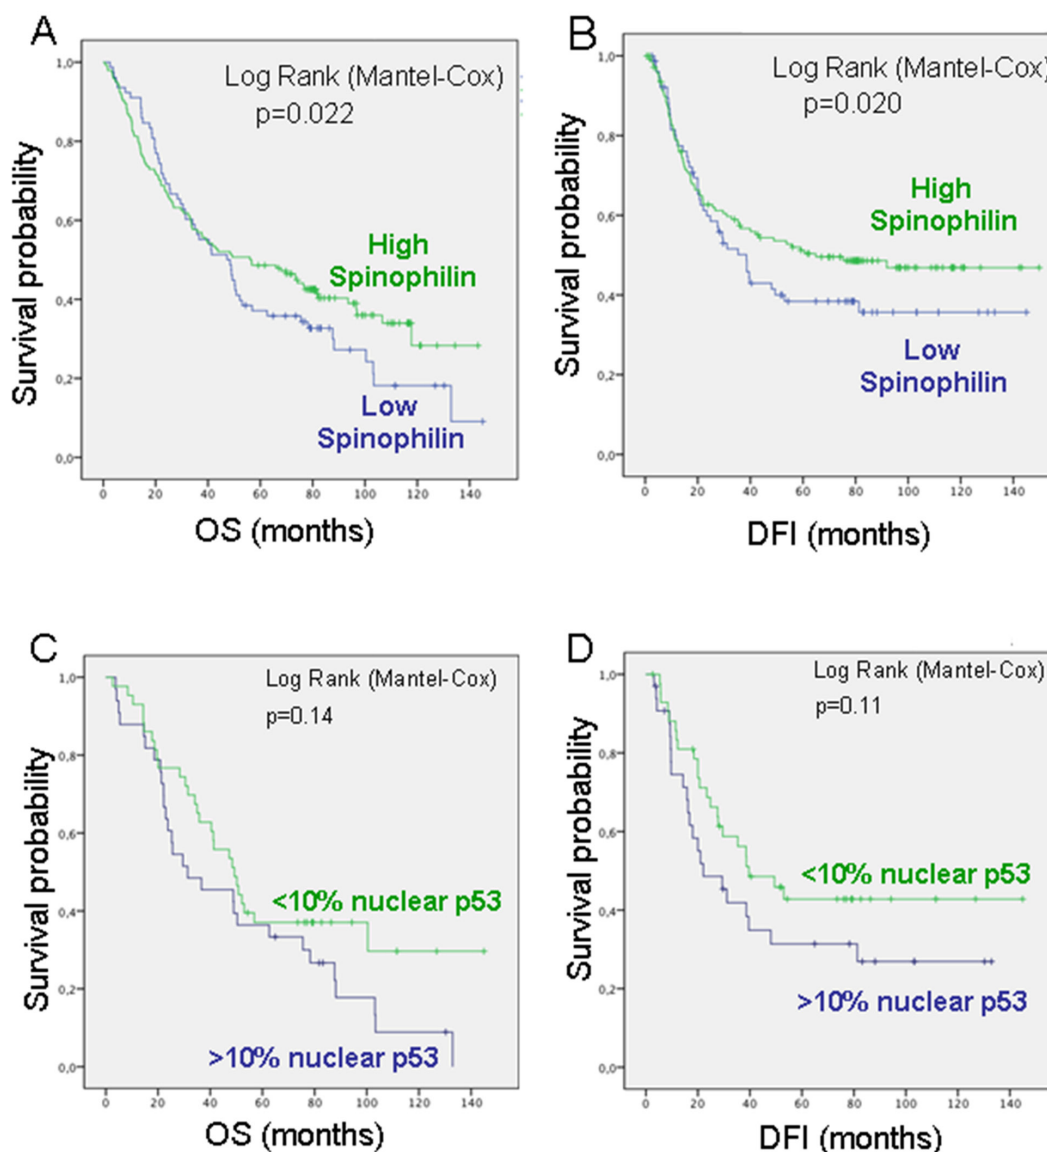 A
Log Rank (Mantel-Cox)
p=0.022
Survival probability
1,0
0,8
0,6
0,4
0,2
0,0
High
Spinophilin
Low
Spinophilin
0 20 40 60 80 100 120 140
OS (months)
B
Log Rank (Mantel-Cox)
p=0.020
Survival probability
1,0
0,8
0,6
0,4
0,2
0,0
High
Spinophilin
Low
Spinophilin
0 20 40 60 80 100 120 140
DFI (months)
C
Log Rank (Mantel-Cox)
p=0.14
Survival probability
1,0
0,8
0,6
0,4
0,2
0,0
<10% nuclear p53
>10% nuclear p53
0 20 40 60 80 100 120 140
OS (months)
D
Log Rank (Mantel-Cox)
p=0.11
Survival probability
1,0
0,8
0,6
0,4
0,2
0,0
<10% nuclear p53
>10% nuclear p53
0 20 40 60 80 100 120 140
DFI (months)